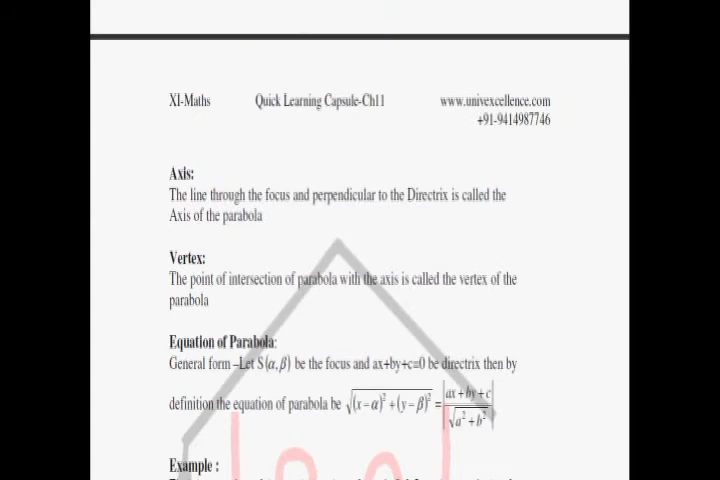 XI-Maths Quick Learning Capsule-Ch11 www.univexcellence.com
+91-9414987746
Axis:
The line through the focus and perpendicular to the Directrix is called the
Axis of the parabola
Vertex:
The point of intersection of parabola with the axis is called the vertex of the
parabola
Equation of Parabola:
General form –Let S(α,β) be the focus and ax+by+c=0 be directrix then by
definition the equation of parabola be √((x−α)²+(y−β)²) = |(ax+by+c)/√(a²+b²)|
Example :